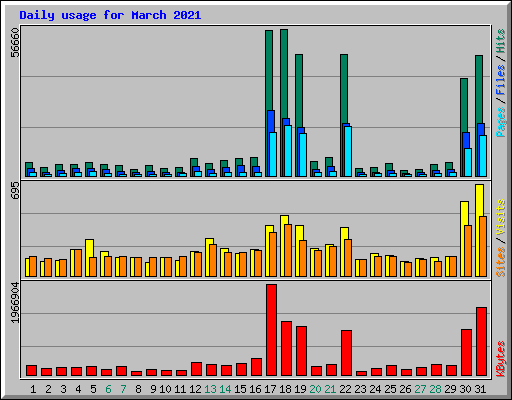 Daily usage for March 2021
56660
Pages / Files / Hits
695
Sites / Visits
1966904
KBytes
1 2 3 4 5 6 7 8 9 10 11 12 13 14 15 16 17 18 19 20 21 22 23 24 25 26 27 28 29 30 31